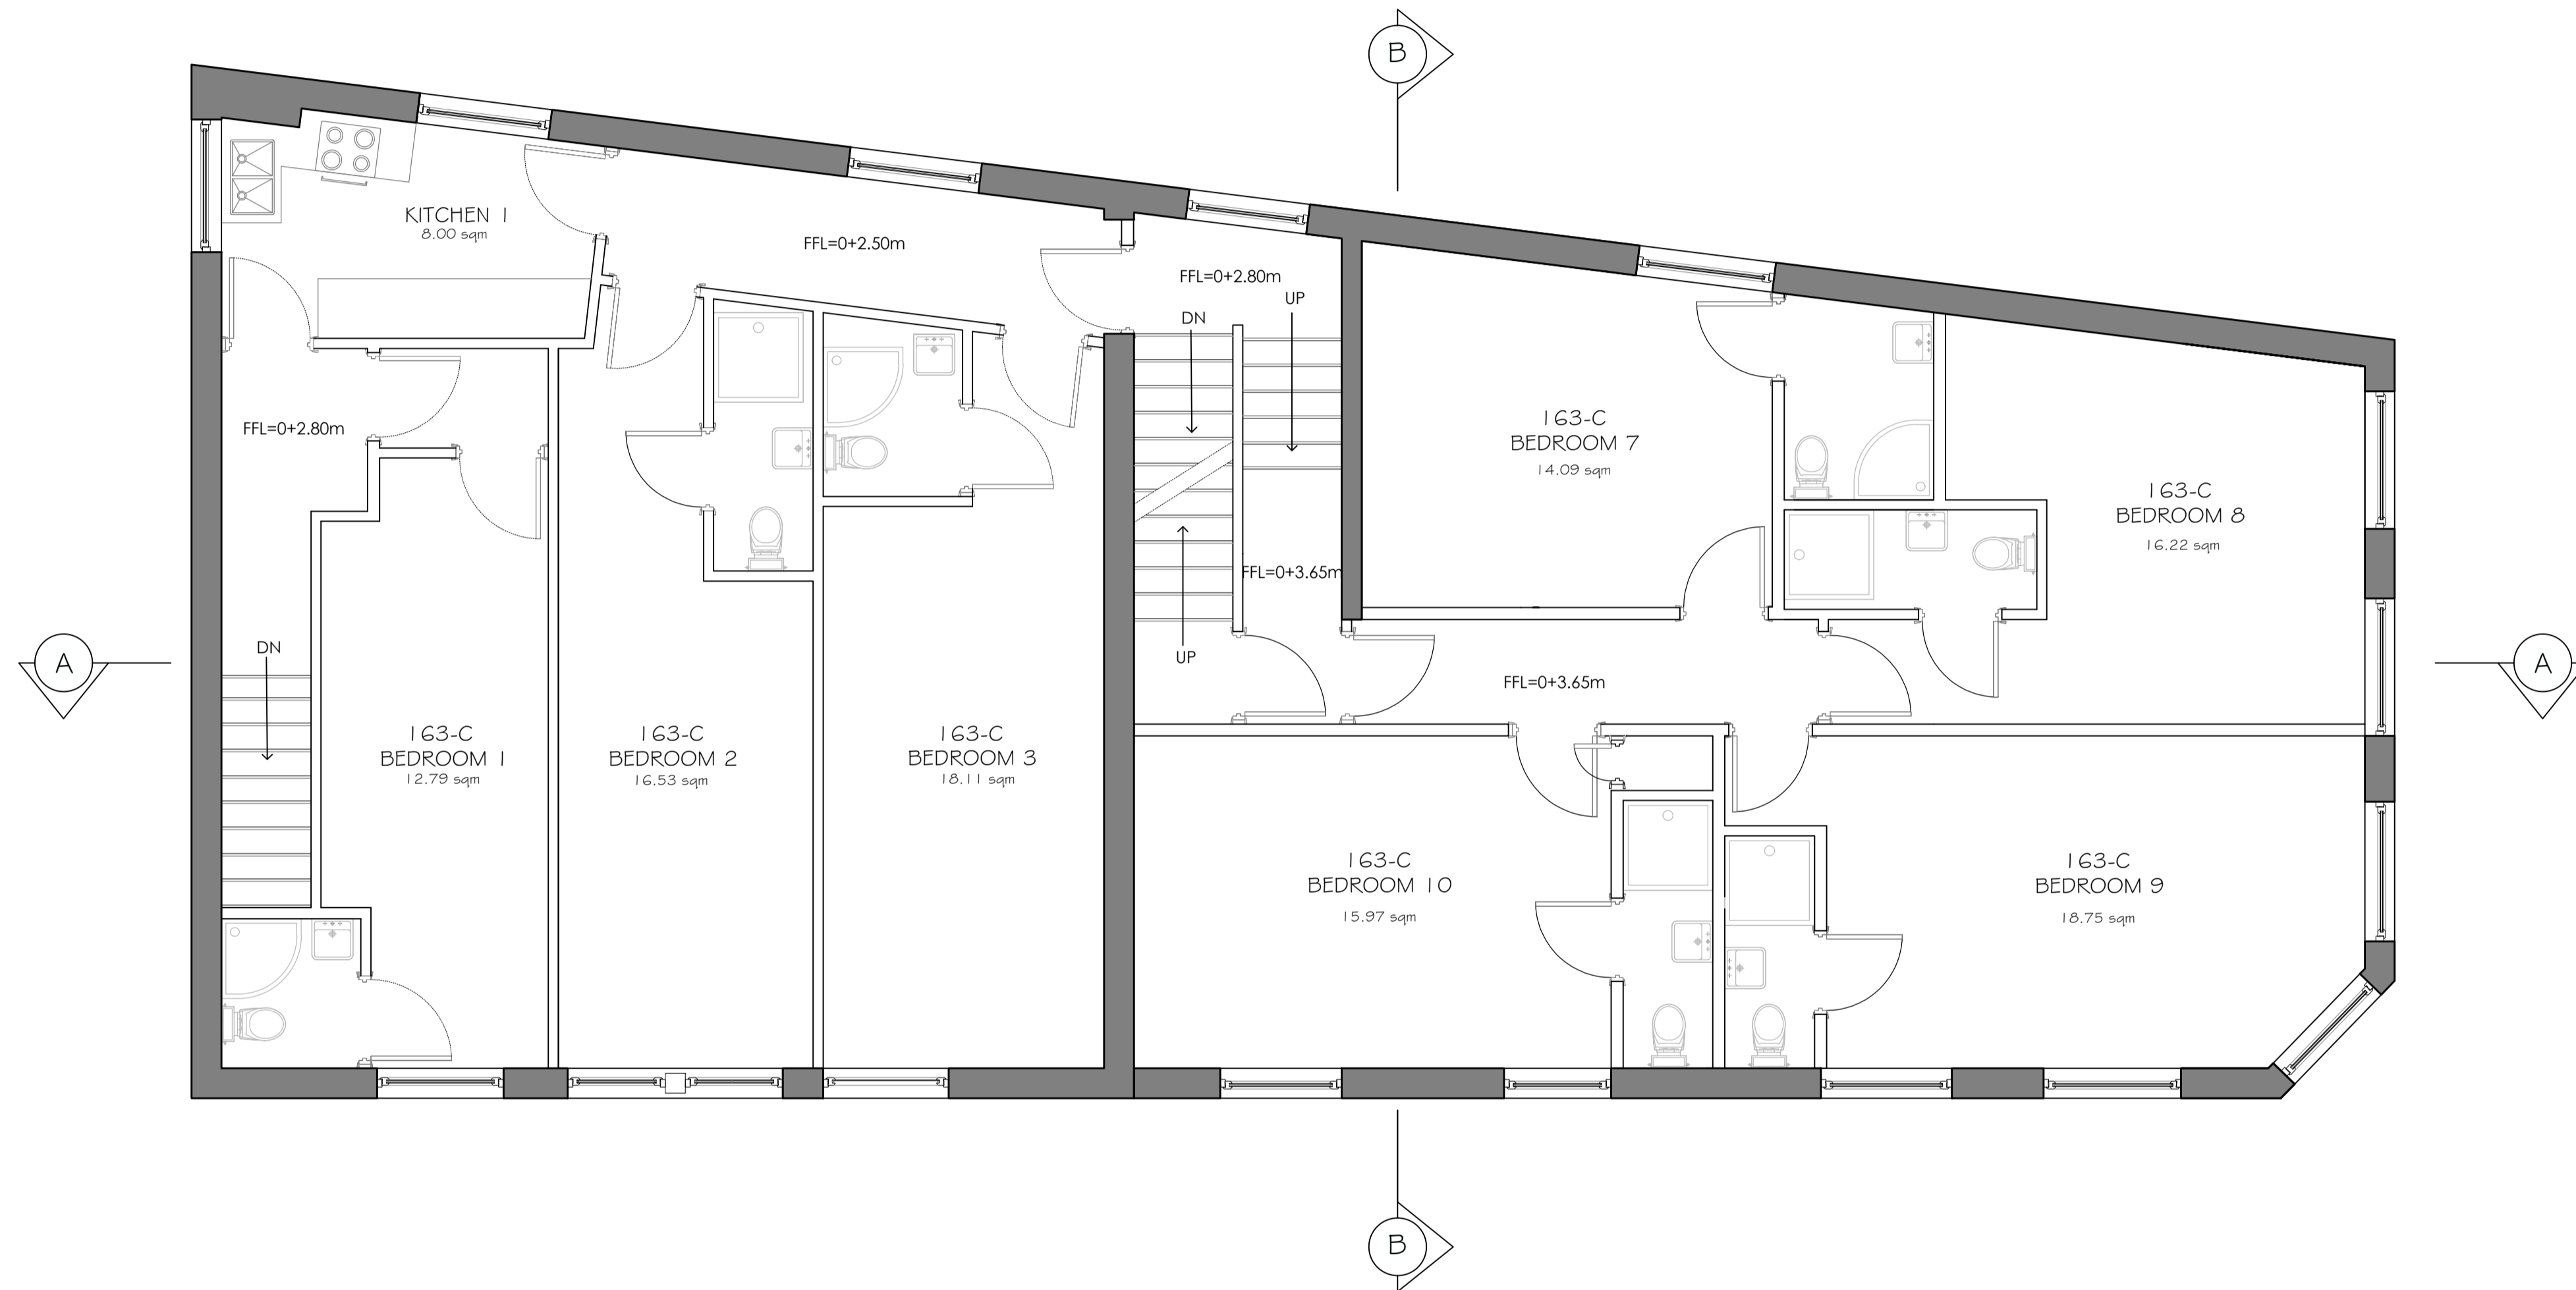 B
KITCHEN 1
8.00 sqm
FFL=0+2.50m
FFL=0+2.80m
UP
DN
FFL=0+2.80m
163-C
BEDROOM 7
14.09 sqm
163-C
BEDROOM 8
16.22 sqm
FFL=0+3.65m
DN
UP
A
A
FFL=0+3.65m
163-C
BEDROOM 1
12.79 sqm
163-C
BEDROOM 2
16.53 sqm
163-C
BEDROOM 3
18.11 sqm
163-C
BEDROOM 10
15.97 sqm
163-C
BEDROOM 9
18.75 sqm
B